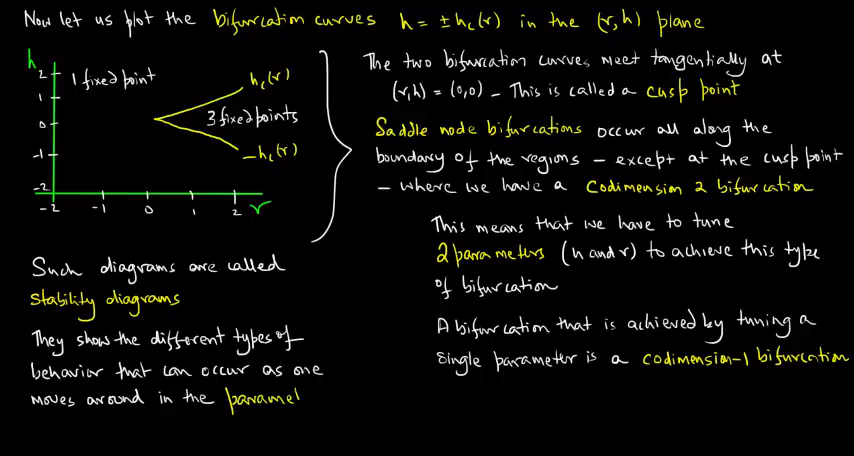 Now let us plot the bifurcation curves h = ± hc(r) in the (r, h) plane
h
2
1
0
-1
-2
1 fixed point
hc(r)
3 fixed points
-hc(r)
-2 -1 0 1 2 r
Such diagrams are called
stability diagrams
They show the different types of
behavior that can occur as one
moves around in the paramet
The two bifurcation curves meet tangentially at
(r,h) = (0,0) - This is called a cusp point
Saddle node bifurcations occur all along the
boundary of the regions - except at the cusp point
- where we have a codimension 2 bifurcation
This means that we have to tune
2 parameters (h and r) to achieve this type
of bifurcation
A bifurcation that is achieved by tuning a
single parameter is a codimension-1 bifurcation